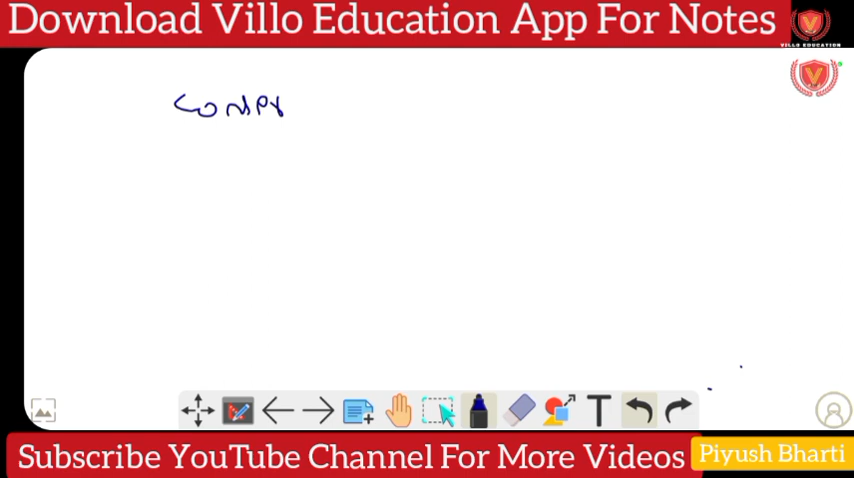 Download Villo Education App For Notes
VILLO EDUCATION
Subscribe YouTube Channel For More Videos
Piyush Bharti